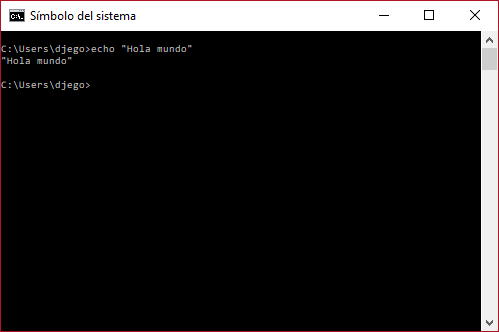 Símbolo del sistema
C:\Users\djego>echo "Hola mundo"
"Hola mundo"
C:\Users\djego>